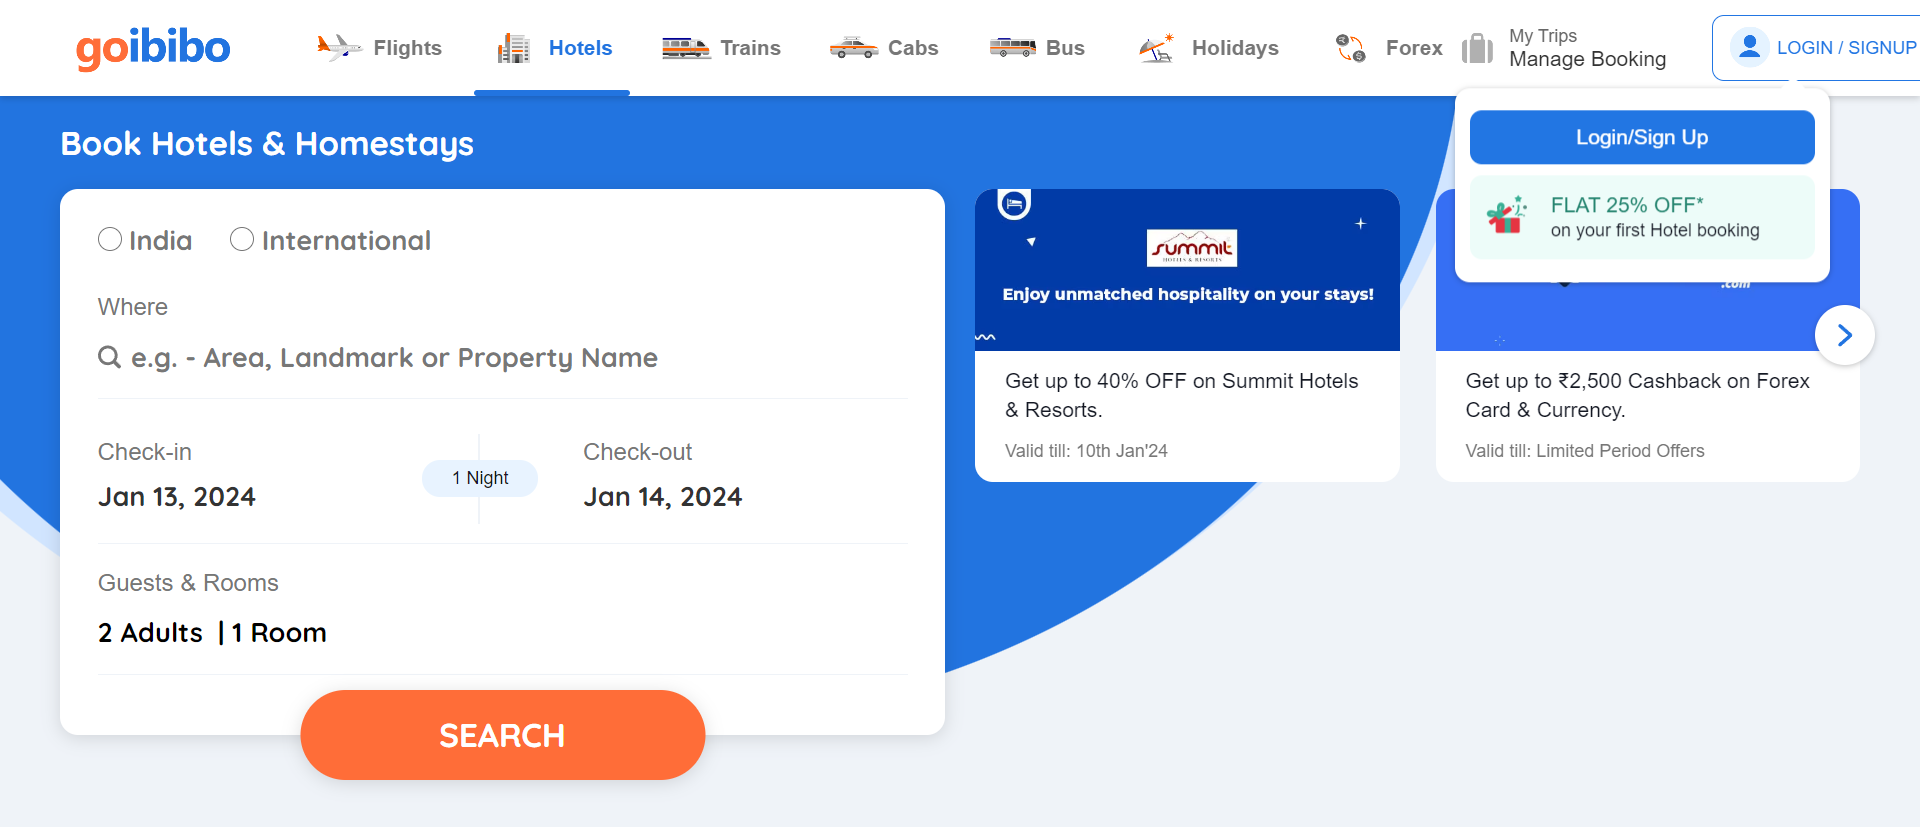 goibibo
Flights
Hotels
Trains
Cabs
Bus
Holidays
Forex
My Trips
Manage Booking
LOGIN / SIGNUP
Login/Sign Up
FLAT 25% OFF*
on your first Hotel booking
Book Hotels & Homestays
India
International
Where
e.g. - Area, Landmark or Property Name
Check-in
Jan 13, 2024
1 Night
Check-out
Jan 14, 2024
Guests & Rooms
2 Adults | 1 Room
SEARCH
summit
HOTELS & RESORTS
Enjoy unmatched hospitality on your stays!
Get up to 40% OFF on Summit Hotels
& Resorts.
Valid till: 10th Jan'24
.com
Get up to ₹2,500 Cashback on Forex
Card & Currency.
Valid till: Limited Period Offers